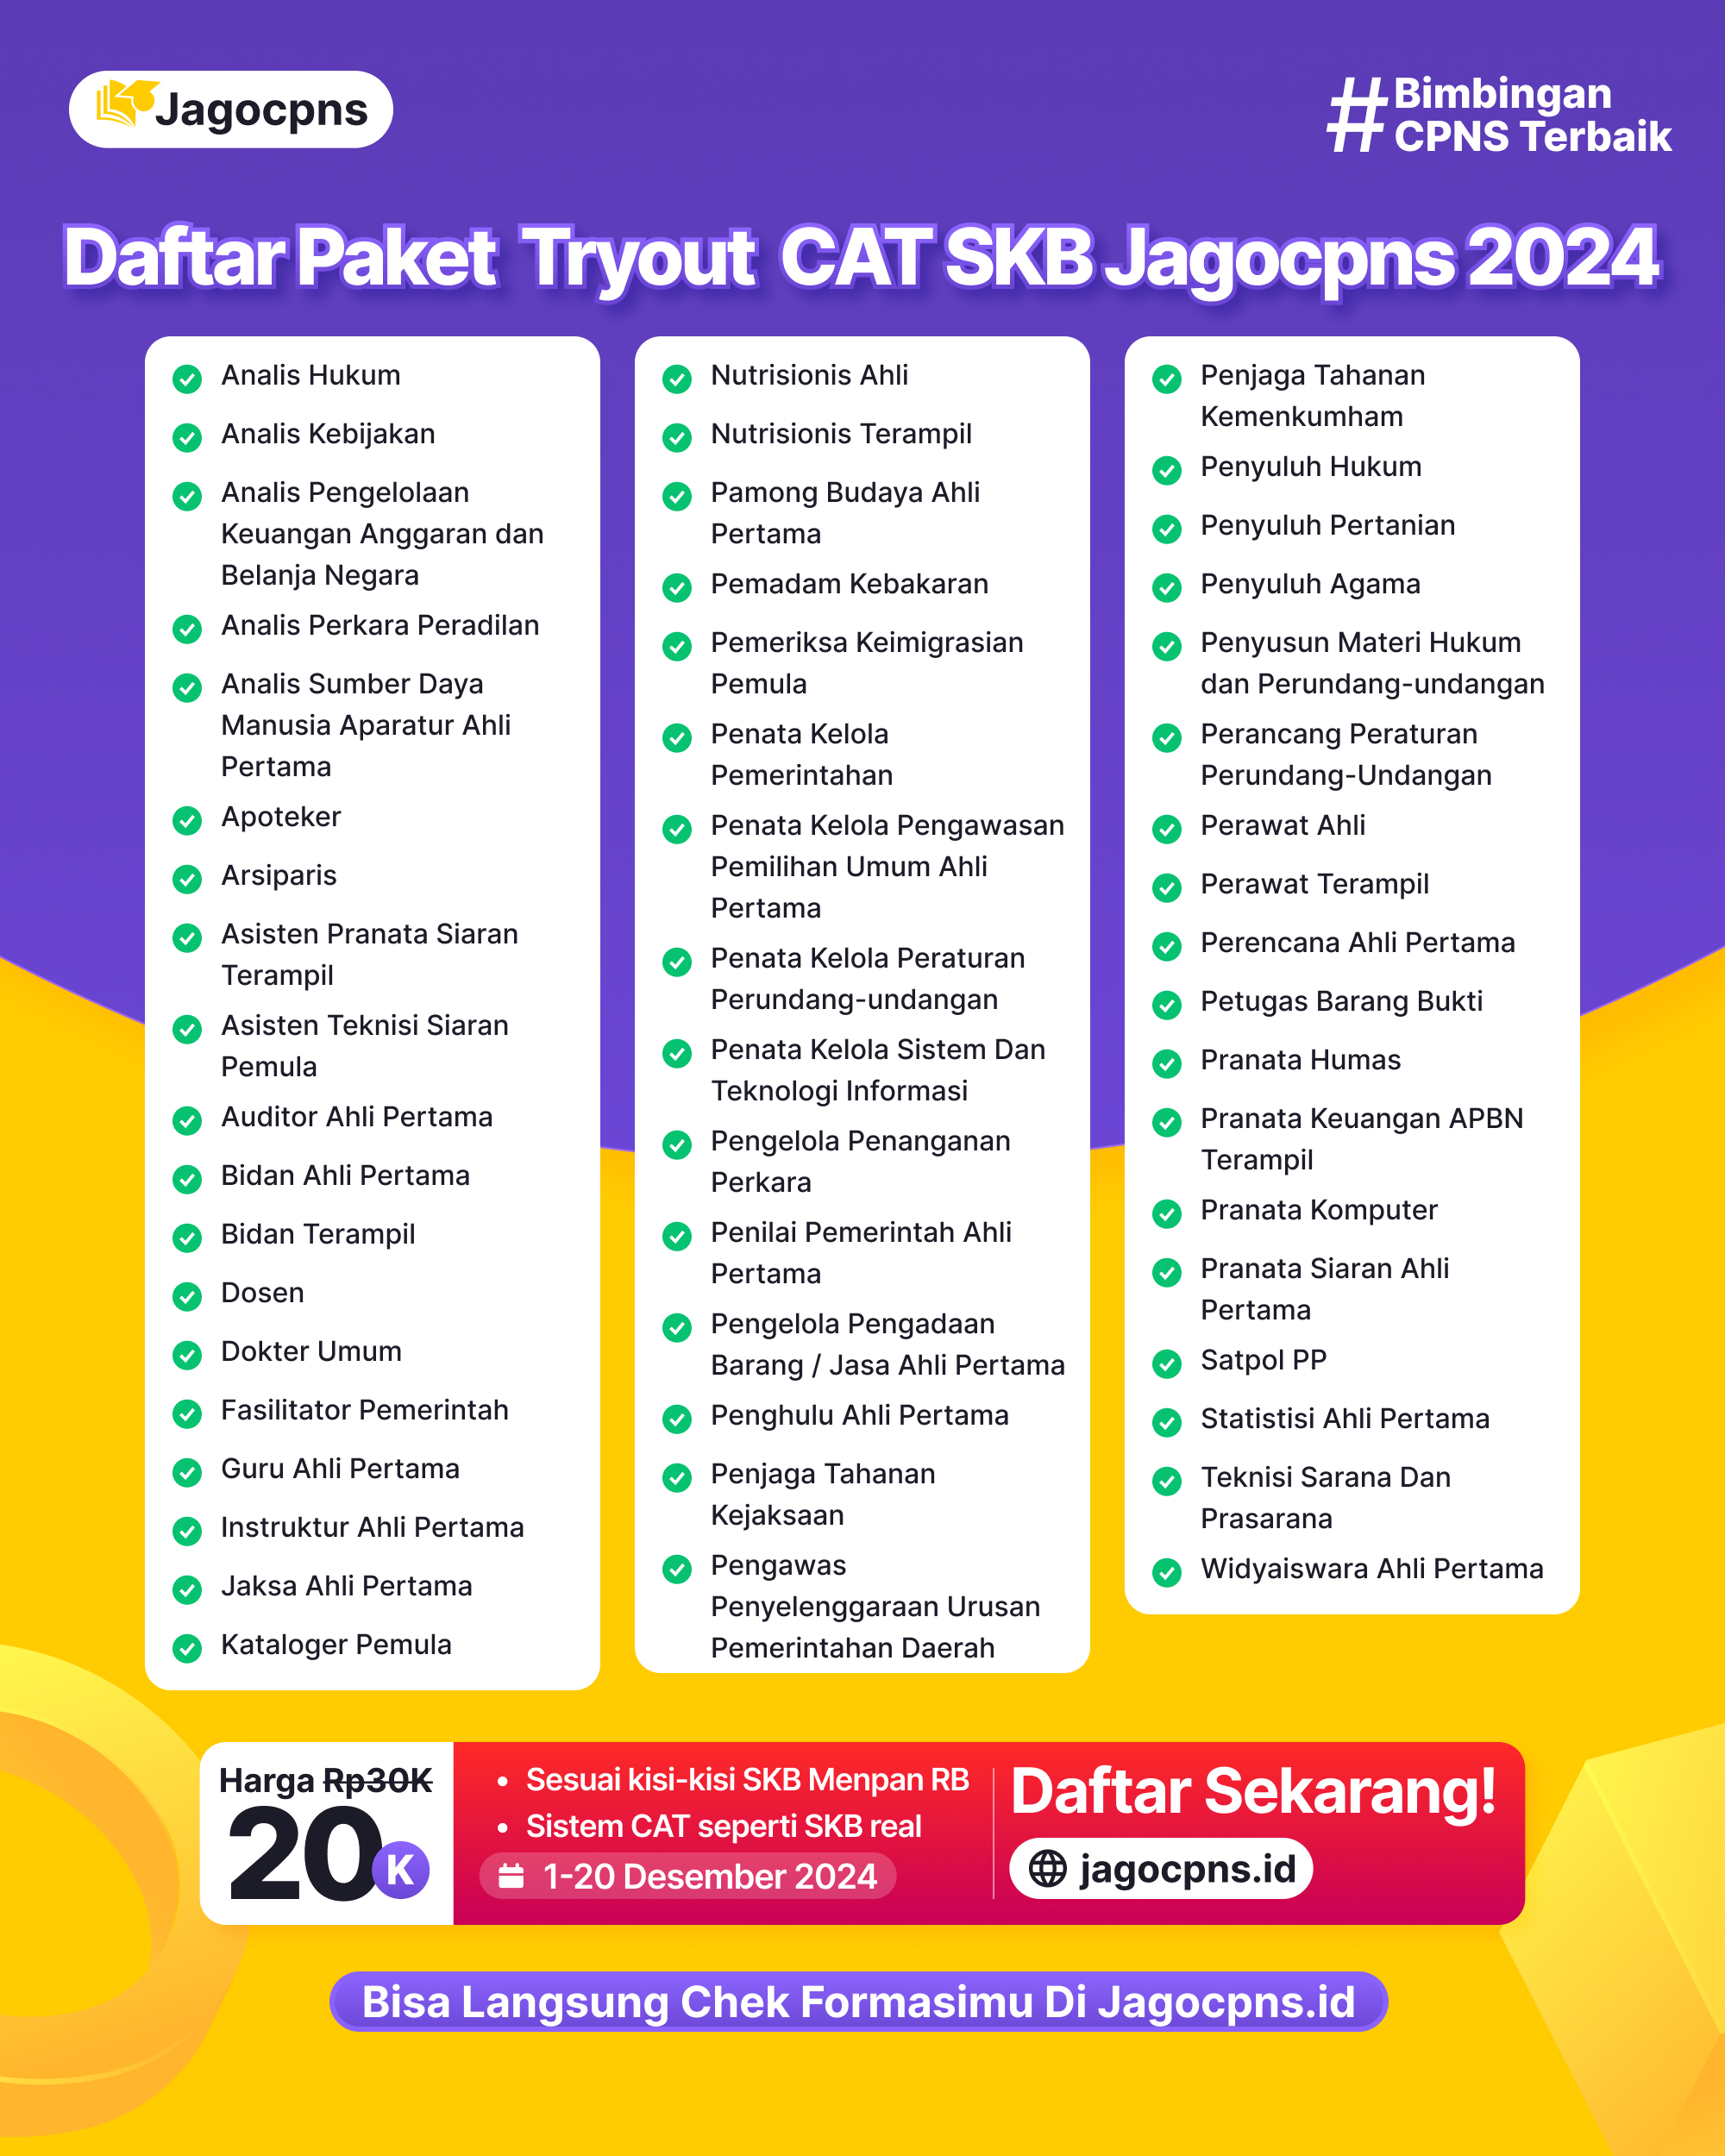 Jagocpns
#Bimbingan
CPNS Terbaik
Daftar Paket Tryout CAT SKB Jagocpns 2024
Analis Hukum
Analis Kebijakan
Analis Pengelolaan
Keuangan Anggaran dan
Belanja Negara
Analis Perkara Peradilan
Analis Sumber Daya
Manusia Aparatur Ahli
Pertama
Apoteker
Arsiparis
Asisten Pranata Siaran
Terampil
Asisten Teknisi Siaran
Pemula
Auditor Ahli Pertama
Bidan Ahli Pertama
Bidan Terampil
Dosen
Dokter Umum
Fasilitator Pemerintah
Guru Ahli Pertama
Instruktur Ahli Pertama
Jaksa Ahli Pertama
Kataloger Pemula
Nutrisionis Ahli
Nutrisionis Terampil
Pamong Budaya Ahli
Pertama
Pemadam Kebakaran
Pemeriksa Keimigrasian
Pemula
Penata Kelola
Pemerintahan
Penata Kelola Pengawasan
Pemilihan Umum Ahli
Pertama
Penata Kelola Peraturan
Perundang-undangan
Penata Kelola Sistem Dan
Teknologi Informasi
Pengelola Penanganan
Perkara
Penilai Pemerintah Ahli
Pertama
Pengelola Pengadaan
Barang / Jasa Ahli Pertama
Penghulu Ahli Pertama
Penjaga Tahanan
Kejaksaan
Pengawas
Penyelenggaraan Urusan
Pemerintahan Daerah
Penjaga Tahanan
Kemenkumham
Penyuluh Hukum
Penyuluh Pertanian
Penyuluh Agama
Penyusun Materi Hukum
dan Perundang-undangan
Perancang Peraturan
Perundang-Undangan
Perawat Ahli
Perawat Terampil
Perencana Ahli Pertama
Petugas Barang Bukti
Pranata Humas
Pranata Keuangan APBN
Terampil
Pranata Komputer
Pranata Siaran Ahli
Pertama
Satpol PP
Statistisi Ahli Pertama
Teknisi Sarana Dan
Prasarana
Widyaiswara Ahli Pertama
Harga Rp30K
20K
• Sesuai kisi-kisi SKB Menpan RB
• Sistem CAT seperti SKB real
1-20 Desember 2024
Daftar Sekarang!
jagocpns.id
Bisa Langsung Chek Formasimu Di Jagocpns.id